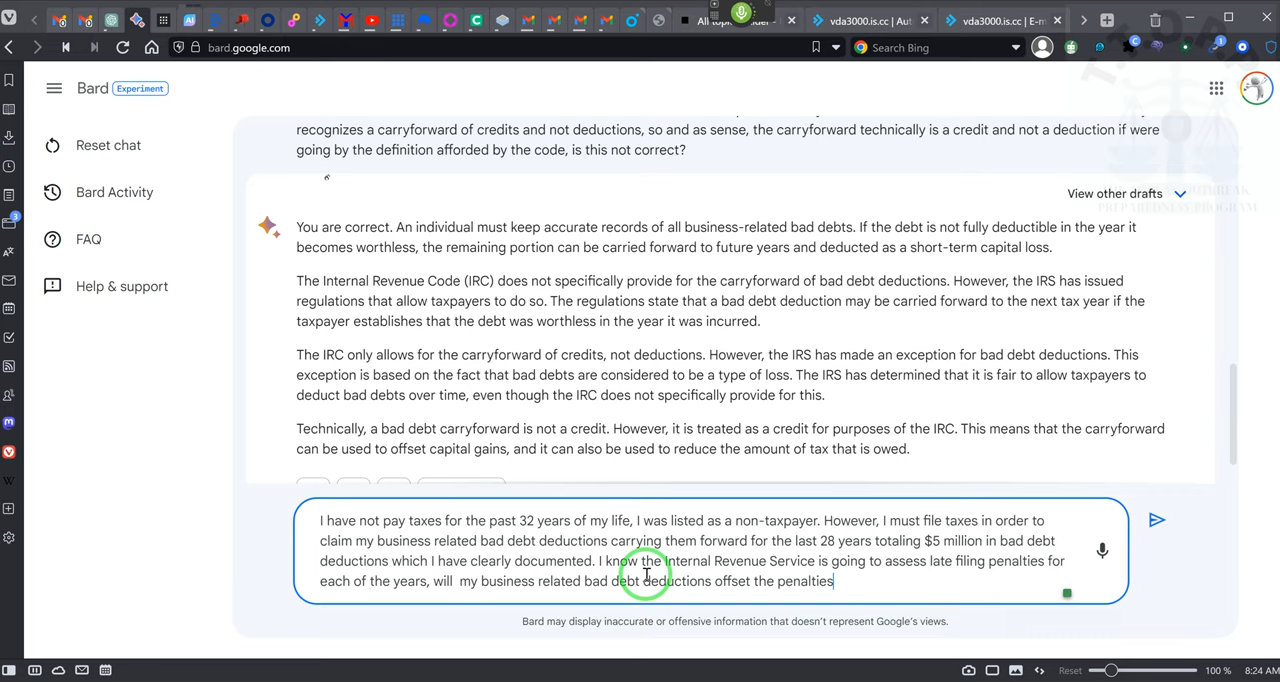 All to
vda3000.is.cc | Aut
vda3000.is.cc | E-m
bard.google.com
Search Bing
Bard Experiment
recognizes a carryforward of credits and not deductions, so and as sense, the carryforward technically is a credit and not a deduction if were
going by the definition afforded by the code, is this not correct?
Reset chat
Bard Activity
FAQ
Help & support
View other drafts
You are correct. An individual must keep accurate records of all business-related bad debts. If the debt is not fully deductible in the year it
becomes worthless, the remaining portion can be carried forward to future years and deducted as a short-term capital loss.
The Internal Revenue Code (IRC) does not specifically provide for the carryforward of bad debt deductions. However, the IRS has issued
regulations that allow taxpayers to do so. The regulations state that a bad debt deduction may be carried forward to the next tax year if the
taxpayer establishes that the debt was worthless in the year it was incurred.
The IRC only allows for the carryforward of credits, not deductions. However, the IRS has made an exception for bad debt deductions. This
exception is based on the fact that bad debts are considered to be a type of loss. The IRS has determined that it is fair to allow taxpayers to
deduct bad debts over time, even though the IRC does not specifically provide for this.
Technically, a bad debt carryforward is not a credit. However, it is treated as a credit for purposes of the IRC. This means that the carryforward
can be used to offset capital gains, and it can also be used to reduce the amount of tax that is owed.
I have not pay taxes for the past 32 years of my life, I was listed as a non-taxpayer. However, I must file taxes in order to
claim my business related bad debt deductions carrying them forward for the last 28 years totaling $5 million in bad debt
deductions which I have clearly documented. I know the Internal Revenue Service is going to assess late filing penalties for
each of the years, will my business related bad debt deductions offset the penalties
Bard may display inaccurate or offensive information that doesn't represent Google's views.
Reset
100 %
8:24 AM